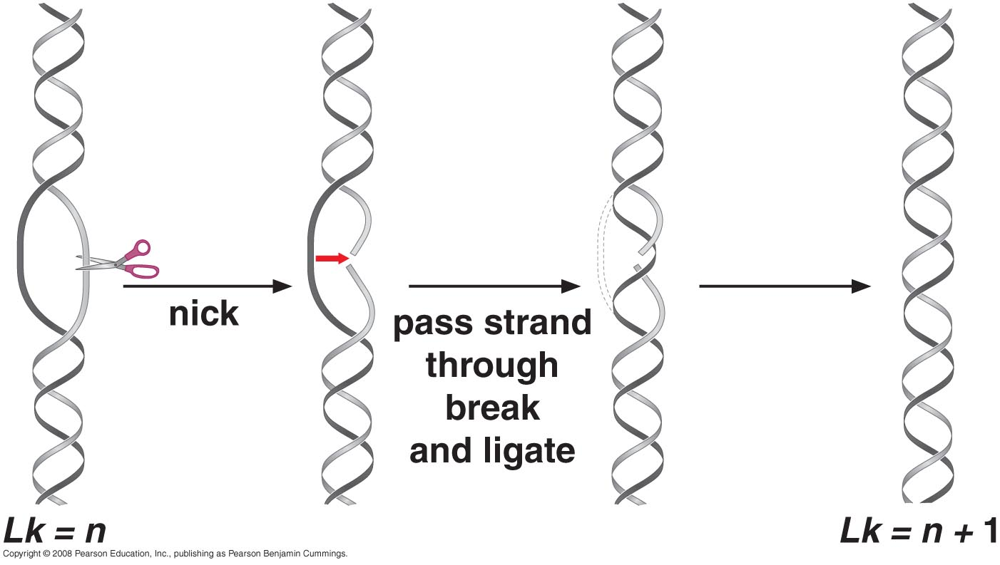 nick
pass strand
through
break
and ligate
Lk = n
Lk = n + 1
Copyright © 2008 Pearson Education, Inc., publishing as Pearson Benjamin Cummings.